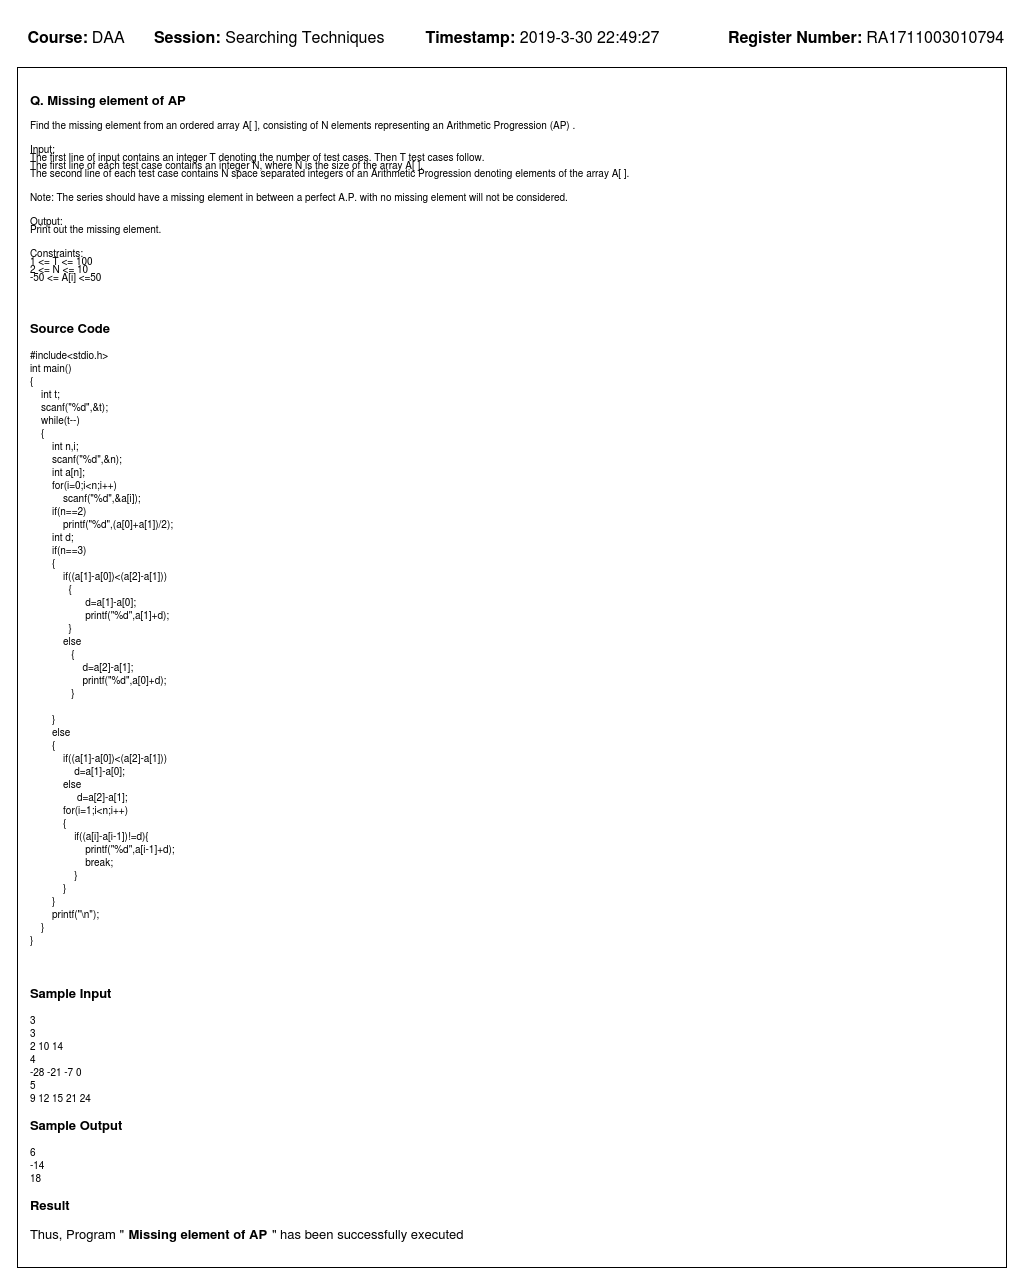 Course: DAA Session: Searching Techniques Timestamp: 2019-3-30 22:49:27 Register Number: RA1711003010794
Q. Missing element of AP
Find the missing element from an ordered array A[ ], consisting of N elements representing an Arithmetic Progression (AP) .
Input:
The first line of input contains an integer T denoting the number of test cases. Then T test cases follow.
The first line of each test case contains an integer N, where N is the size of the array A[ ].
The second line of each test case contains N space separated integers of an Arithmetic Progression denoting elements of the array A[ ].
Note: The series should have a missing element in between a perfect A.P. with no missing element will not be considered.
Output:
Print out the missing element.
Constraints:
1 <= T <= 100
2 <= N <= 10
-50 <= A[i] <=50
Source Code
#include<stdio.h>
int main()
{
    int t;
    scanf("%d",&t);
    while(t--)
    {
        int n,i;
        scanf("%d",&n);
        int a[n];
        for(i=0;i<n;i++)
            scanf("%d",&a[i]);
        if(n==2)
            printf("%d",(a[0]+a[1])/2);
        int d;
        if(n==3)
        {
            if((a[1]-a[0])<(a[2]-a[1]))
              {
                    d=a[1]-a[0];
                    printf("%d",a[1]+d);
              }
            else
               {
                   d=a[2]-a[1];
                   printf("%d",a[0]+d);
               }
        }
        else
        {
            if((a[1]-a[0])<(a[2]-a[1]))
                d=a[1]-a[0];
            else
                 d=a[2]-a[1];
            for(i=1;i<n;i++)
            {
                if((a[i]-a[i-1])!=d){
                    printf("%d",a[i-1]+d);
                    break;
                }
            }
        }
        printf("\n");
    }
}
Sample Input
3
3
2 10 14
4
-28 -21 -7 0
5
9 12 15 21 24
Sample Output
6
-14
18
Result
Thus, Program " Missing element of AP " has been successfully executed